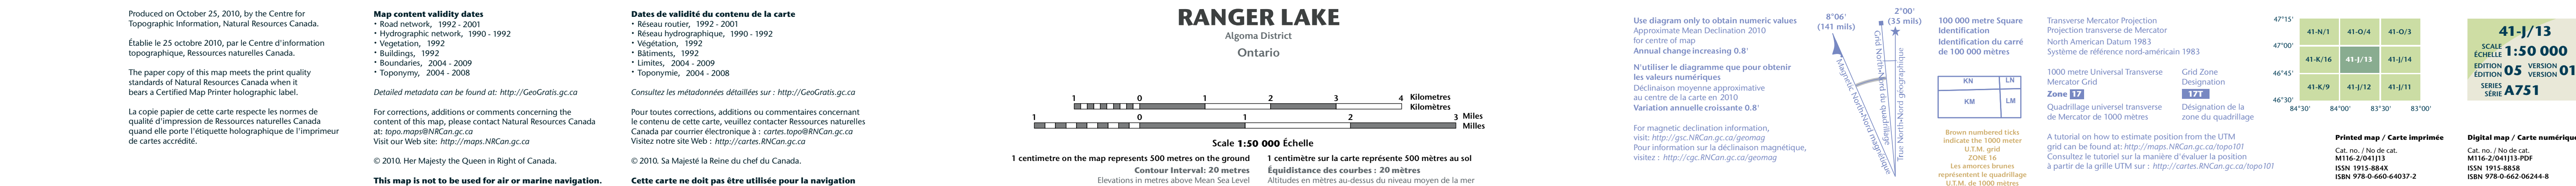 Produced on October 25, 2010, by the Centre for
Topographic Information, Natural Resources Canada.
Établie le 25 octobre 2010, par le Centre d'information
topographique, Ressources naturelles Canada.
The paper copy of this map meets the print quality
standards of Natural Resources Canada when it
bears a Certified Map Printer holographic label.
La copie papier de cette carte respecte les normes de
qualité d'impression de Ressources naturelles Canada
quand elle porte l'étiquette holographique de l'imprimeur
de cartes accrédité.
Map content validity dates
• Road network, 1992 - 2001
• Hydrographic network, 1990 - 1992
• Vegetation, 1992
• Buildings, 1992
• Boundaries, 2004 - 2009
• Toponymy, 2004 - 2008
Detailed metadata can be found at: http://GeoGratis.gc.ca
For corrections, additions or comments concerning the
content of this map, please contact Natural Resources Canada
at: topo.maps@NRCan.gc.ca
Visit our Web site: http://maps.NRCan.gc.ca
© 2010. Her Majesty the Queen in Right of Canada.
This map is not to be used for air or marine navigation.
Dates de validité du contenu de la carte
• Réseau routier, 1992 - 2001
• Réseau hydrographique, 1990 - 1992
• Végétation, 1992
• Bâtiments, 1992
• Limites, 2004 - 2009
• Toponymie, 2004 - 2008
Consultez les métadonnées détaillées sur : http://GeoGratis.gc.ca
Pour toutes corrections, additions ou commentaires concernant
le contenu de cette carte, veuillez contacter Ressources naturelles
Canada par courrier électronique à : cartes.topo@RNCan.gc.ca
Visitez notre site Web : http://cartes.RNCan.gc.ca
© 2010. Sa Majesté la Reine du chef du Canada.
Cette carte ne doit pas être utilisée pour la navigation
RANGER LAKE
Algoma District
Ontario
1 0 1 2 3 4 Kilometres
Kilomètres
1 0 1 2 3 Miles
Milles
Scale 1:50 000 Échelle
1 centimetre on the map represents 500 metres on the ground
Contour Interval: 20 metres
Elevations in metres above Mean Sea Level
1 centimètre sur la carte représente 500 mètres au sol
Équidistance des courbes : 20 mètres
Altitudes en mètres au-dessus du niveau moyen de la mer
Use diagram only to obtain numeric values
Approximate Mean Declination 2010
for centre of map
Annual change increasing 0.8'
N'utiliser le diagramme que pour obtenir
les valeurs numériques
Déclinaison moyenne approximative
au centre de la carte en 2010
Variation annuelle croissante 0.8'
For magnetic declination information,
visit: http://gsc.NRCan.gc.ca/geomag
Pour information sur la déclinaison magnétique,
visitez : http://cgc.RNCan.gc.ca/geomag
8°06'
(141 mils)
2°00'
(35 mils)
Magnetic North•Nord magnétique
Grid North•Nord du quadrillage
True North•Nord géographique
100 000 metre Square
Identification
Identification du carré
de 100 000 mètres
KN LN
KM LM
Brown numbered ticks
indicate the 1000 meter
U.T.M. grid
ZONE 16
Les amorces brunes
représentent le quadrillage
U.T.M. de 1000 mètres
Transverse Mercator Projection
Projection transverse de Mercator
North American Datum 1983
Système de référence nord-américain 1983
1000 metre Universal Transverse
Mercator Grid
Zone 17
Quadrillage universel transverse
de Mercator de 1000 mètres
Grid Zone
Designation
17T
Désignation de la
zone du quadrillage
A tutorial on how to estimate position from the UTM
grid can be found at: http://maps.NRCan.gc.ca/topo101
Consultez le tutoriel sur la manière d'évaluer la position
à partir de la grille UTM sur : http://cartes.RNCan.gc.ca/topo101
47°15'
47°00'
46°45'
46°30'
41-N/1 41-O/4 41-O/3
41-K/16 41-J/13 41-J/14
41-K/9 41-J/12 41-J/11
84°30' 84°00' 83°30' 83°00'
Printed map / Carte imprimée
Cat. no. / No de cat.
M116-2/041J13
ISSN 1915-884X
ISBN 978-0-660-64037-2
41-J/13
SCALE
ÉCHELLE 1:50 000
EDITION
ÉDITION 05 VERSION
VERSION 01
SERIES
SÉRIE A751
Digital map / Carte numérique
Cat. no. / No de cat.
M116-2/041J13-PDF
ISSN 1915-8858
ISBN 978-0-662-06244-8